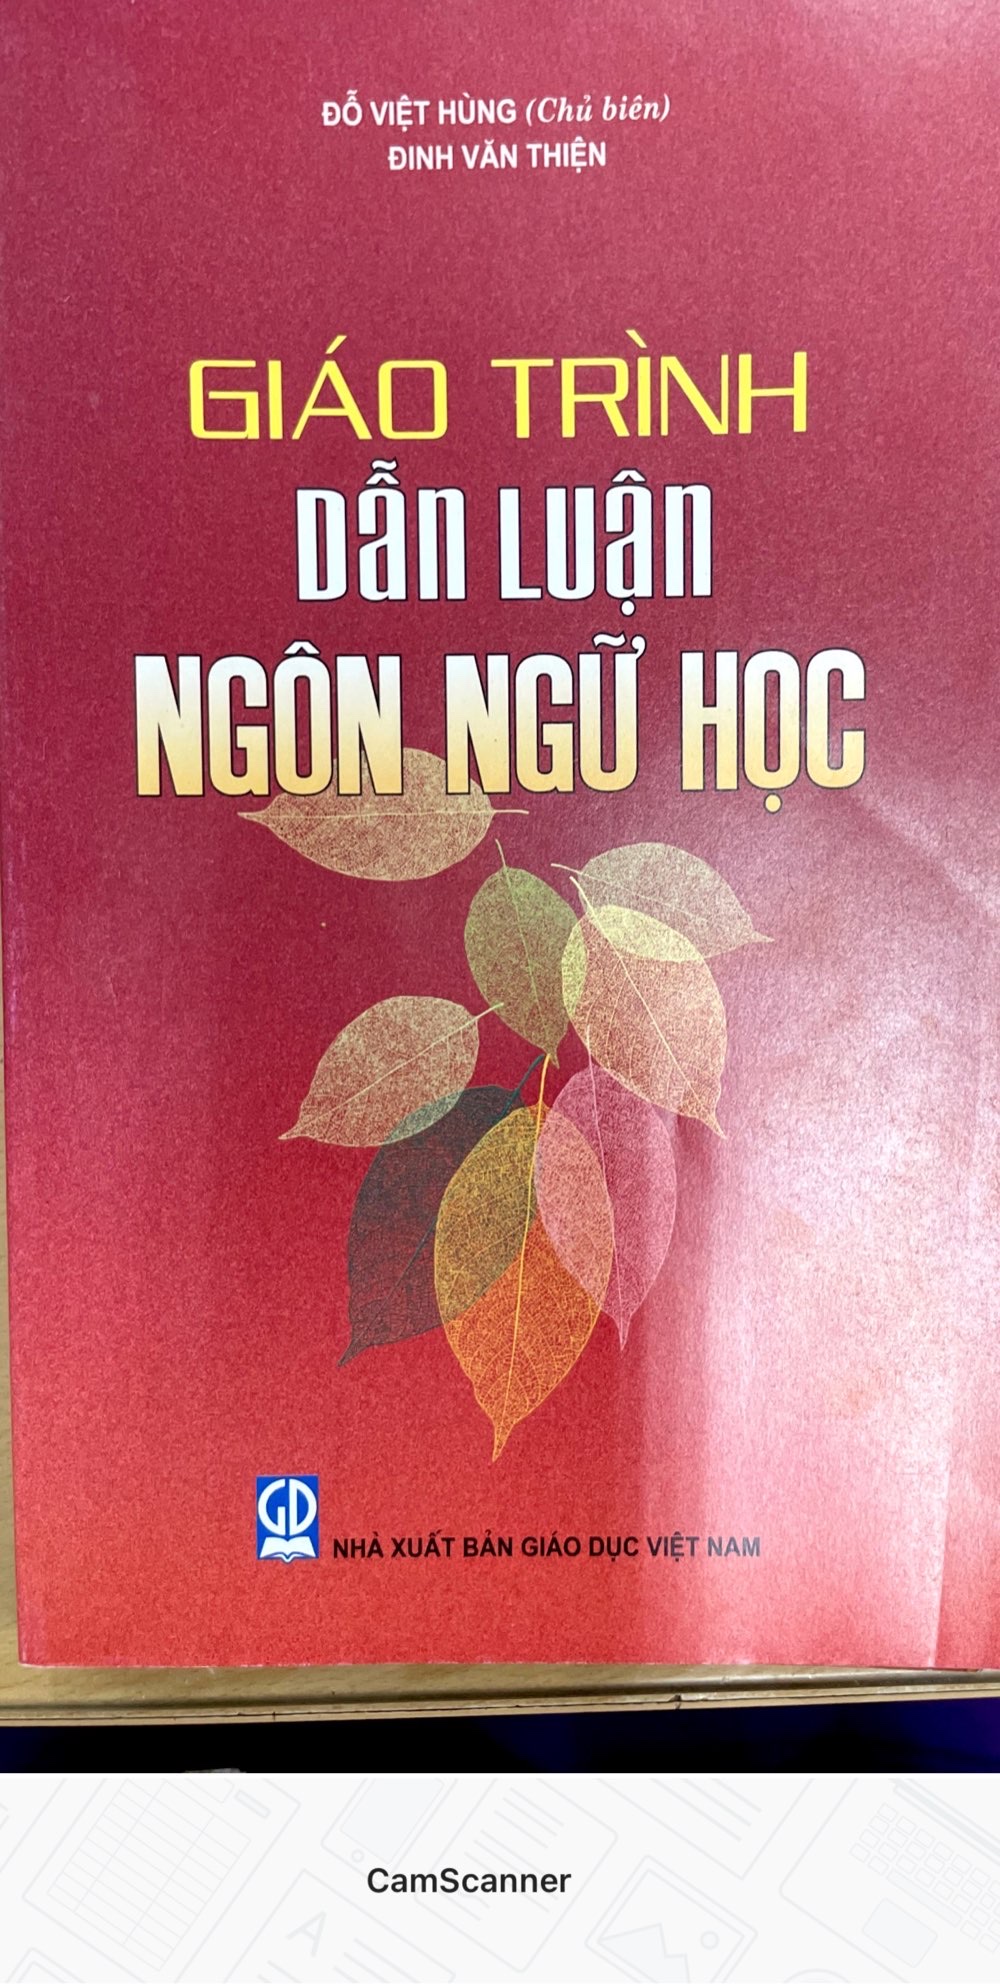 ĐỖ VIỆT HÙNG (Chủ biên)
ĐINH VĂN THIỆN
GIÁO TRÌNH
DẪN LUẬN
NGÔN NGỮ HỌC
GD
NHÀ XUẤT BẢN GIÁO DỤC VIỆT NAM
CamScanner